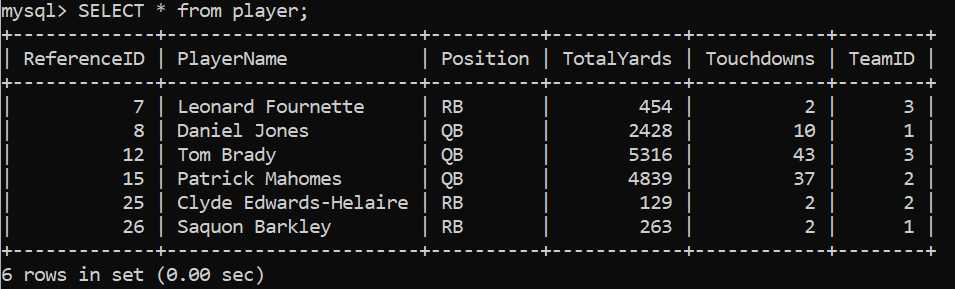 mysql> SELECT * from player;
+-------------+----------------------+----------+------------+------------+--------+
| ReferenceID | PlayerName           | Position | TotalYards | Touchdowns | TeamID |
+-------------+----------------------+----------+------------+------------+--------+
|           7 | Leonard Fournette    | RB       |        454 |          2 |      3 |
|           8 | Daniel Jones         | QB       |       2428 |         10 |      1 |
|          12 | Tom Brady            | QB       |       5316 |         43 |      3 |
|          15 | Patrick Mahomes      | QB       |       4839 |         37 |      2 |
|          25 | Clyde Edwards-Helaire | RB       |        129 |          2 |      2 |
|          26 | Saquon Barkley       | RB       |        263 |          2 |      1 |
+-------------+----------------------+----------+------------+------------+--------+
6 rows in set (0.00 sec)